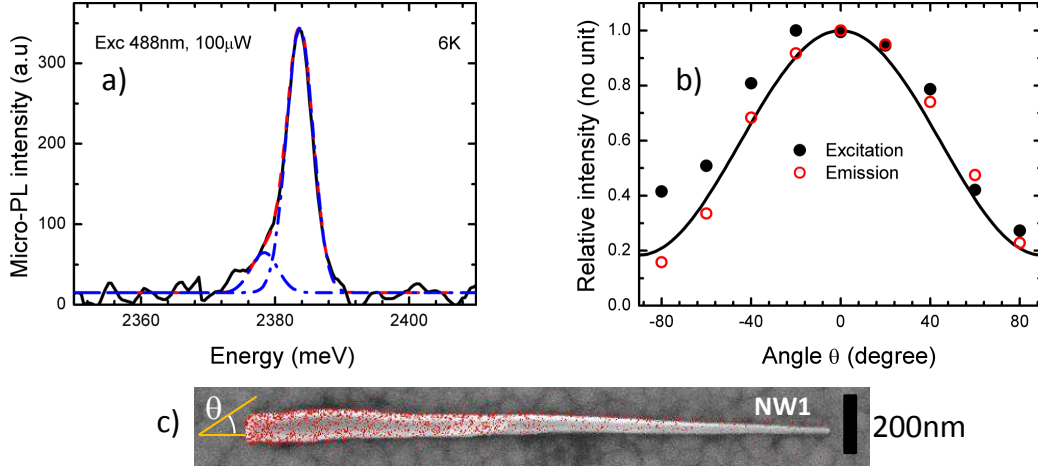 Exc 488nm, 100μW
6K
a)
Micro-PL intensity (a.u)
300
200
100
0
2360
2380
2400
Energy (meV)
b)
Relative intensity (no unit)
1.0
0.8
0.6
0.4
0.2
0.0
Excitation
Emission
-80
-40
0
40
80
Angle θ (degree)
c)
θ
NW1
200nm